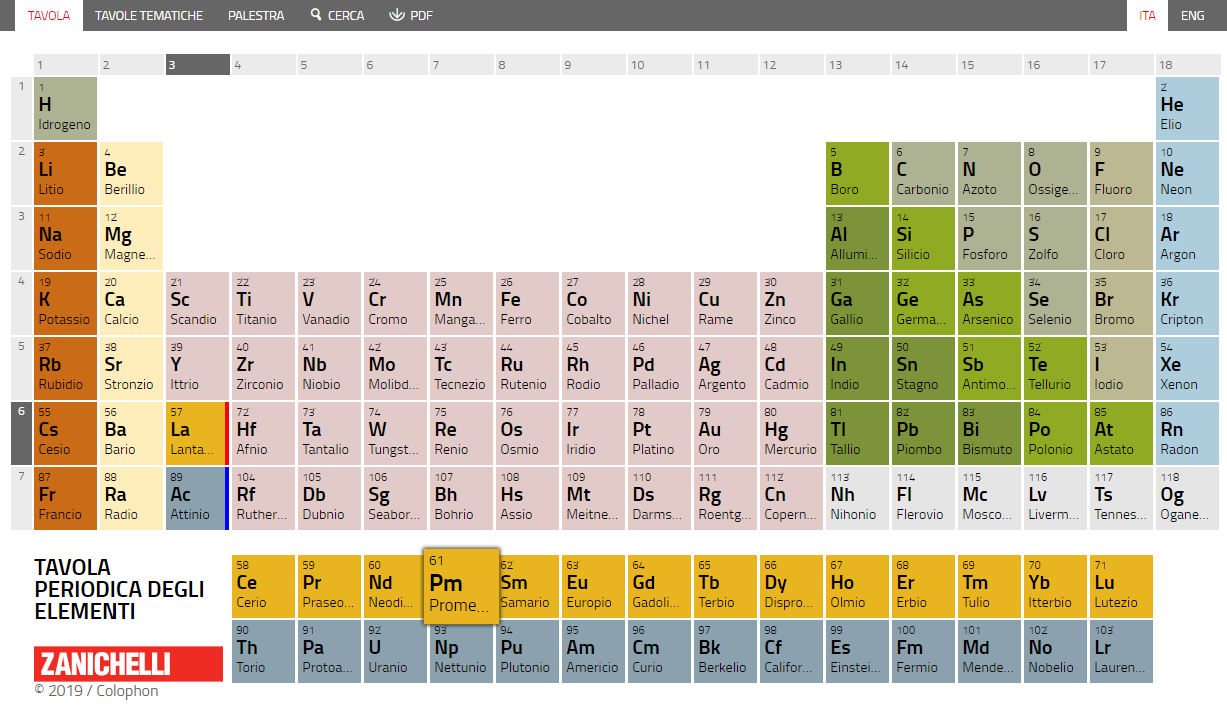 TAVOLA TAVOLE TEMATICHE PALESTRA CERCA PDF ITA ENG
1 2 3 4 5 6 7 8 9 10 11 12 13 14 15 16 17 18
1
1 H Idrogeno
2 He Elio
2
3 Li Litio
4 Be Berillio
5 B Boro
6 C Carbonio
7 N Azoto
8 O Ossige...
9 F Fluoro
10 Ne Neon
3
11 Na Sodio
12 Mg Magne...
13 Al Allumi...
14 Si Silicio
15 P Fosforo
16 S Zolfo
17 Cl Cloro
18 Ar Argon
4
19 K Potassio
20 Ca Calcio
21 Sc Scandio
22 Ti Titanio
23 V Vanadio
24 Cr Cromo
25 Mn Manga...
26 Fe Ferro
27 Co Cobalto
28 Ni Nichel
29 Cu Rame
30 Zn Zinco
31 Ga Gallio
32 Ge Germa...
33 As Arsenico
34 Se Selenio
35 Br Bromo
36 Kr Cripton
5
37 Rb Rubidio
38 Sr Stronzio
39 Y Ittrio
40 Zr Zirconio
41 Nb Niobio
42 Mo Molibd...
43 Tc Tecnezio
44 Ru Rutenio
45 Rh Rodio
46 Pd Palladio
47 Ag Argento
48 Cd Cadmio
49 In Indio
50 Sn Stagno
51 Sb Antimo...
52 Te Tellurio
53 I Iodio
54 Xe Xenon
6
55 Cs Cesio
56 Ba Bario
57 La Lanta...
72 Hf Afnio
73 Ta Tantalio
74 W Tungst...
75 Re Renio
76 Os Osmio
77 Ir Iridio
78 Pt Platino
79 Au Oro
80 Hg Mercurio
81 Tl Tallio
82 Pb Piombo
83 Bi Bismuto
84 Po Polonio
85 At Astato
86 Rn Radon
7
87 Fr Francio
88 Ra Radio
89 Ac Attinio
104 Rf Ruther...
105 Db Dubnio
106 Sg Seabor...
107 Bh Bohrio
108 Hs Assio
109 Mt Meitne...
110 Ds Darms...
111 Rg Roentg...
112 Cn Copern...
113 Nh Nihonio
114 Fl Flerovio
115 Mc Mosco...
116 Lv Liverm...
117 Ts Tennes...
118 Og Ogane...
TAVOLA
PERIODICA DEGLI
ELEMENTI
58 Ce Cerio
59 Pr Praseo...
60 Nd Neodi...
61 Pm Prome...
62 Sm Samario
63 Eu Europio
64 Gd Gadoli...
65 Tb Terbio
66 Dy Dispro...
67 Ho Olmio
68 Er Erbio
69 Tm Tulio
70 Yb Itterbio
71 Lu Lutezio
90 Th Torio
91 Pa Protoa...
92 U Uranio
93 Np Nettunio
94 Pu Plutonio
95 Am Americio
96 Cm Curio
97 Bk Berkelio
98 Cf Califor...
99 Es Einstei...
100 Fm Fermio
101 Md Mende...
102 No Nobelio
103 Lr Lauren...
ZANICHELLI
© 2019 / Colophon